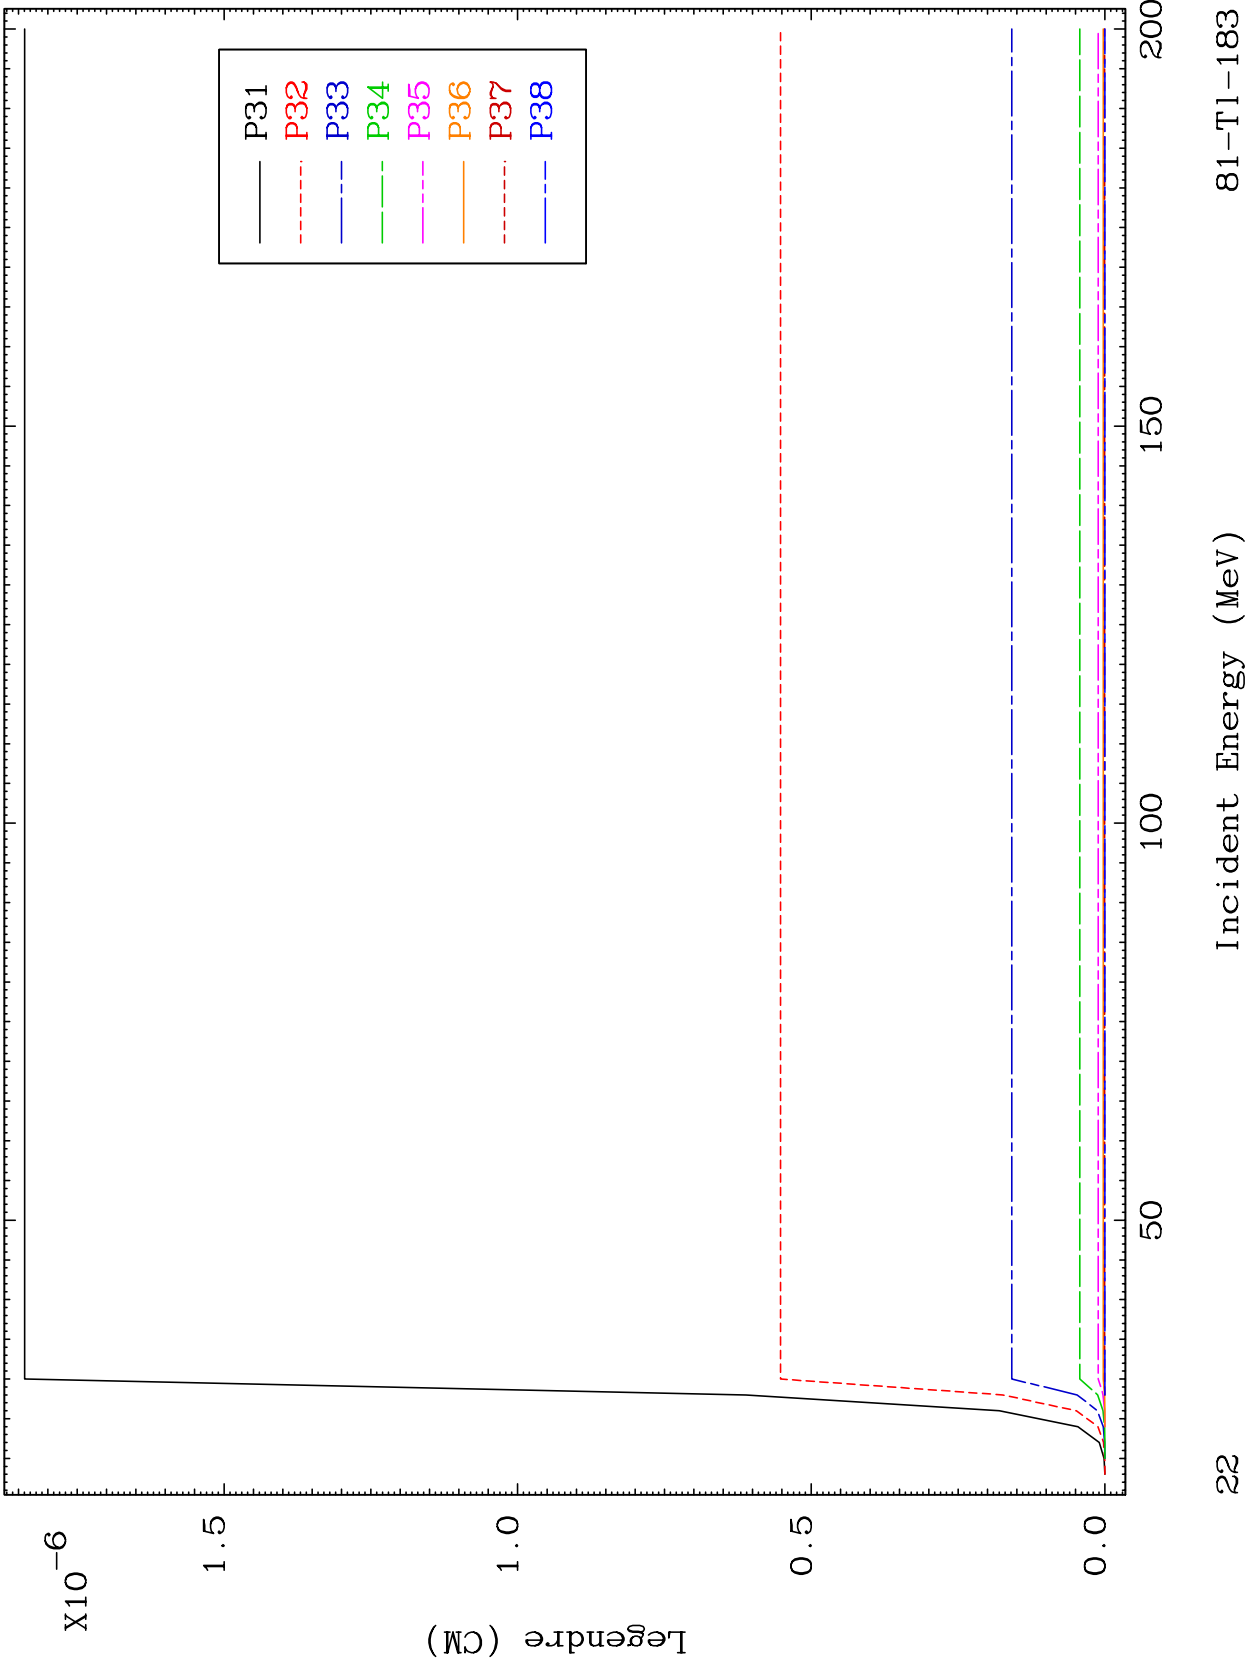 X10-6
1.5
1.0
0.5
0.0
Legendre (CM)
P31
P32
P33
P34
P35
P36
P37
P38
50
100
150
200
22
Incident Energy (MeV)
81-Tl-183